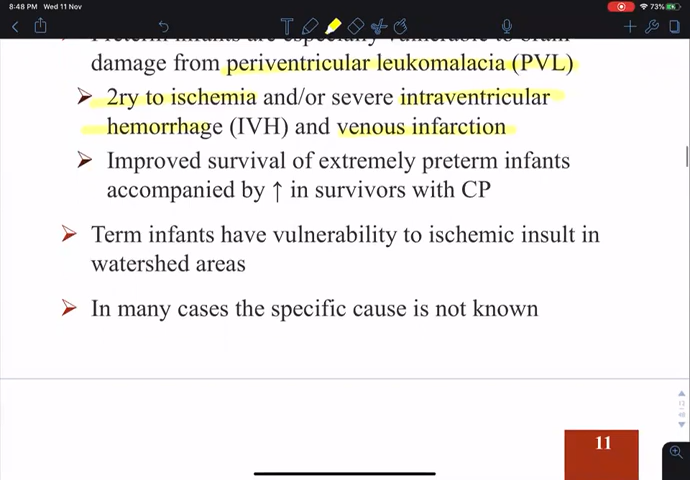 8:48 PM Wed 11 Nov
73%
T
Preterm infants are especially vulnerable to brain
damage from periventricular leukomalacia (PVL)
2ry to ischemia and/or severe intraventricular
hemorrhage (IVH) and venous infarction
Improved survival of extremely preterm infants
accompanied by ↑ in survivors with CP
Term infants have vulnerability to ischemic insult in
watershed areas
In many cases the specific cause is not known
11